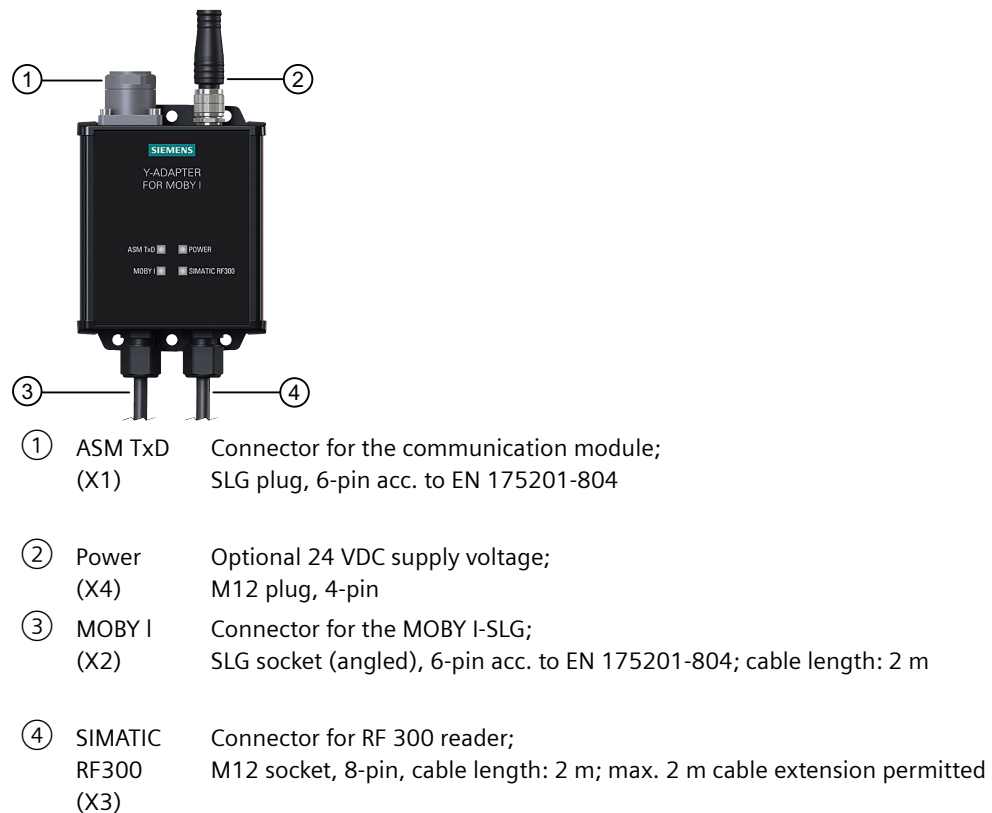 ①
②
SIEMENS
Y-ADAPTER
FOR MOBY I
ASM TxD POWER
MOBY I SIMATIC RF300
③
④
① ASM TxD Connector for the communication module;
(X1) SLG plug, 6-pin acc. to EN 175201-804
② Power Optional 24 VDC supply voltage;
(X4) M12 plug, 4-pin
③ MOBY l Connector for the MOBY I-SLG;
(X2) SLG socket (angled), 6-pin acc. to EN 175201-804; cable length: 2 m
④ SIMATIC Connector for RF 300 reader;
RF300 M12 socket, 8-pin, cable length: 2 m; max. 2 m cable extension permitted
(X3)